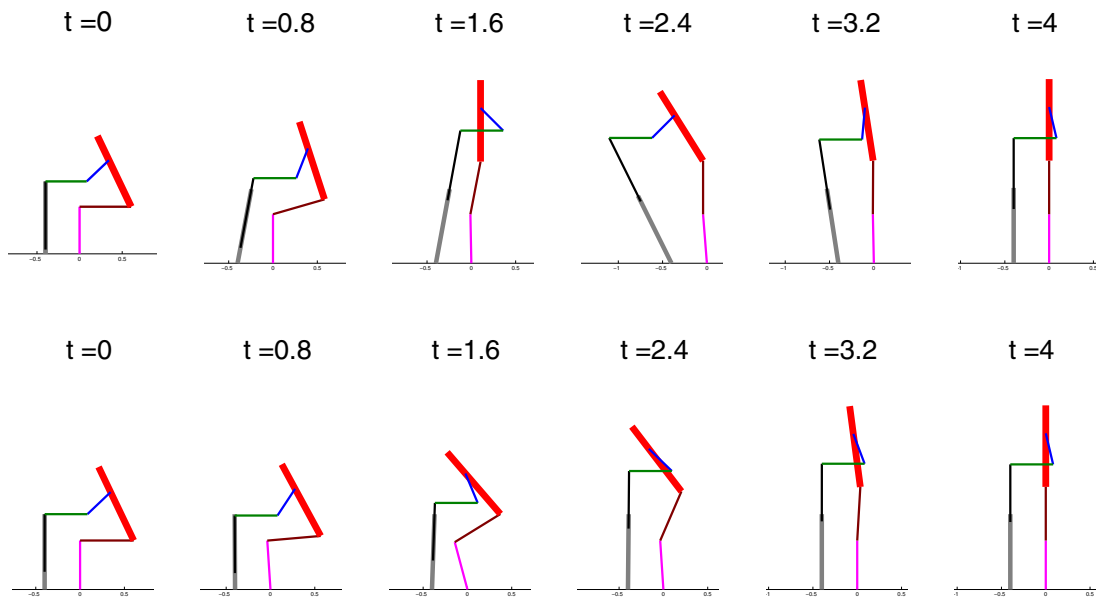 t =0 t =0.8 t =1.6 t =2.4 t =3.2 t =4
−0.5 0 0.5 −0.5 0 0.5 −0.5 0 0.5 −1 −0.5 0 −1 −0.5 0 -1 −0.5 0 0.5
t =0 t =0.8 t =1.6 t =2.4 t =3.2 t =4
−0.5 0 0.5 −0.5 0 0.5 −0.5 0 0.5 −0.5 0 0.5 -1 −0.5 0 0.5 -1 −0.5 0 0.5